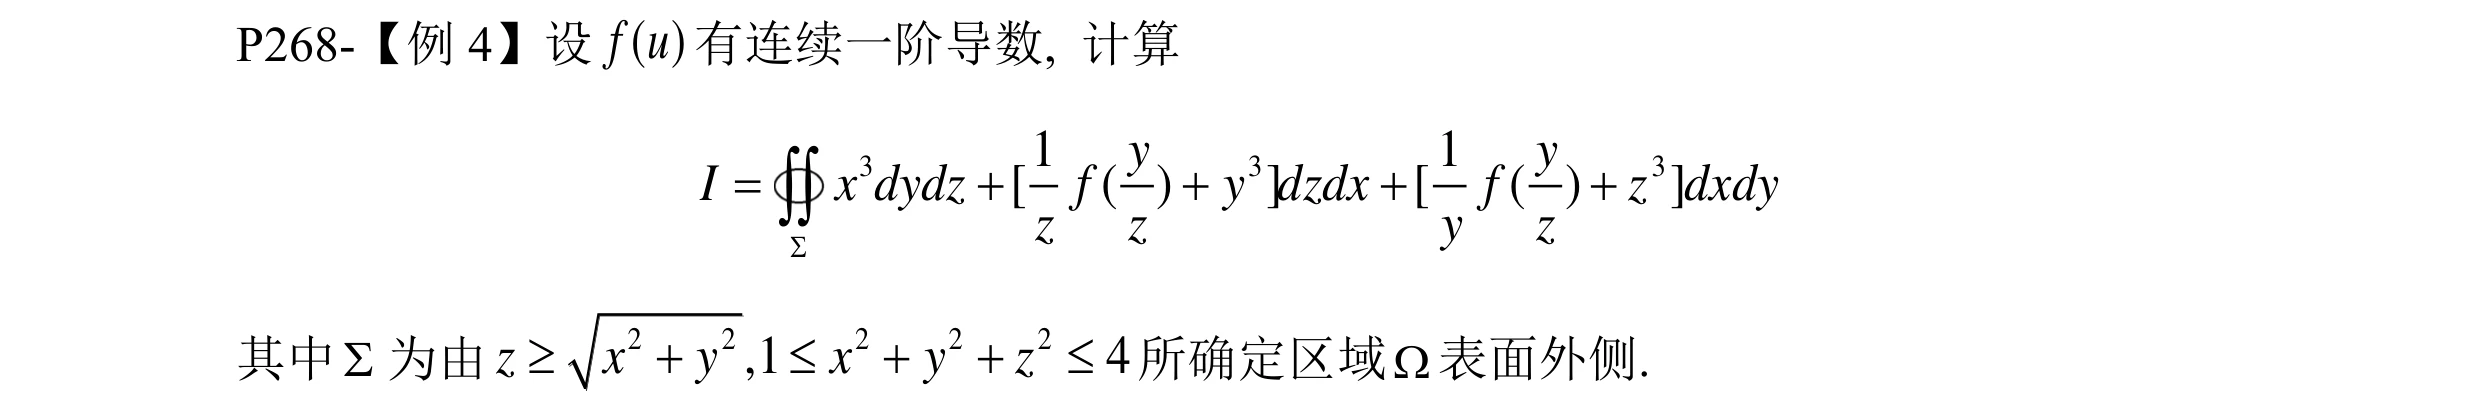 P268-【例 4】设 f(u) 有连续一阶导数, 计算
I = ∯_Σ x³dydz + [1/z f(y/z) + y³]dzdx + [1/y f(y/z) + z³]dxdy
其中 Σ 为由 z ≥ √(x² + y²), 1 ≤ x² + y² + z² ≤ 4 所确定区域 Ω 表面外侧.